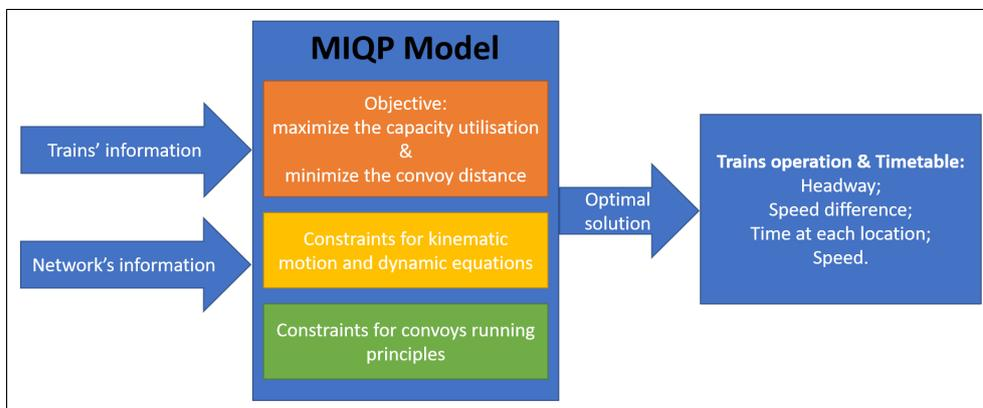 MIQP Model
Objective:
maximize the capacity utilisation
&
minimize the convoy distance
Trains' information
Network's information
Constraints for kinematic
motion and dynamic equations
Constraints for convoys running
principles
Optimal
solution
Trains operation & Timetable:
Headway;
Speed difference;
Time at each location;
Speed.